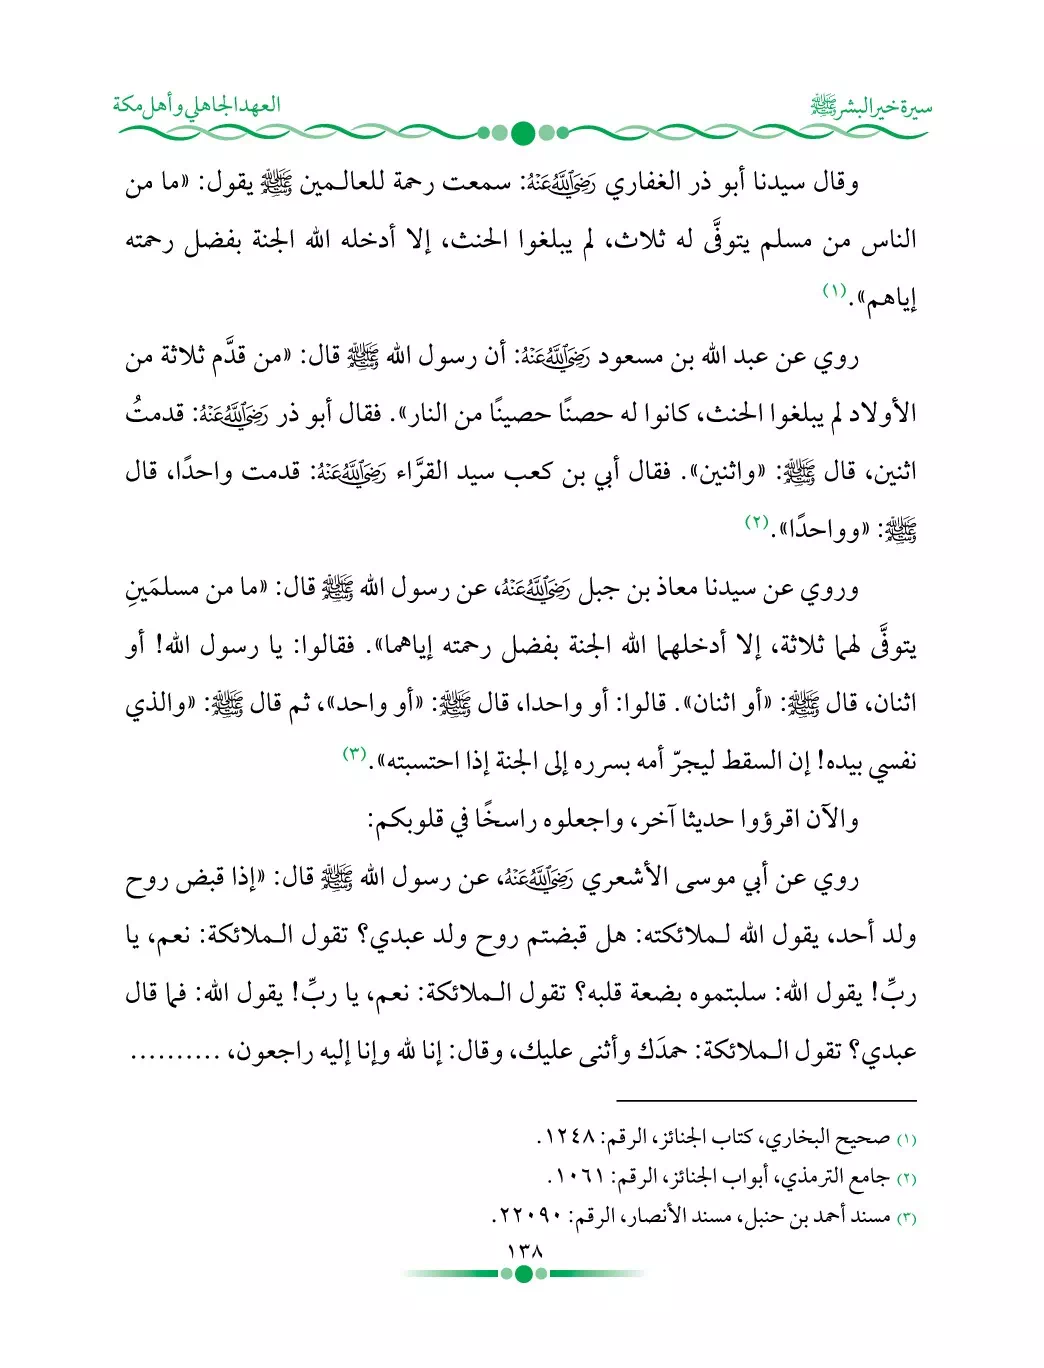 سيرة خير البشر ﷺ
العهد الجاهلي وأهل مكة
وقال سيدنا أبو ذر الغفاري رَضِيَ اللَّهُ عَنْهُ: سمعت رحمة للعالـمين ﷺ يقول: «ما من
الناس من مسلم يتوفَّى له ثلاث، لم يبلغوا الحنث، إلا أدخله الله الجنة بفضل رحمته
إياهم».(١)
روي عن عبد الله بن مسعود رَضِيَ اللَّهُ عَنْهُ: أن رسول الله ﷺ قال: «من قدَّم ثلاثة من
الأولاد لم يبلغوا الحنث، كانوا له حصنًا حصينًا من النار». فقال أبو ذر رَضِيَ اللَّهُ عَنْهُ: قدمتُ
اثنين، قال ﷺ: «واثنين». فقال أبي بن كعب سيد القرَّاء رَضِيَ اللَّهُ عَنْهُ: قدمت واحدًا، قال
ﷺ: «وواحدًا».(٢)
وروي عن سيدنا معاذ بن جبل رَضِيَ اللَّهُ عَنْهُ، عن رسول الله ﷺ قال: «ما من مسلمَينِ
يتوفَّى لهما ثلاثة، إلا أدخلهما الله الجنة بفضل رحمته إياهما». فقالوا: يا رسول الله! أو
اثنان، قال ﷺ: «أو اثنان». قالوا: أو واحدا، قال ﷺ: «أو واحد»، ثم قال ﷺ: «والذي
نفسي بيده! إن السقط ليجرّ أمه بسرره إلى الجنة إذا احتسبته».(٣)
والآن اقرؤوا حديثا آخر، واجعلوه راسخًا في قلوبكم:
روي عن أبي موسى الأشعري رَضِيَ اللَّهُ عَنْهُ، عن رسول الله ﷺ قال: «إذا قبض روح
ولد أحد، يقول الله لـملائكته: هل قبضتم روح ولد عبدي؟ تقول الـملائكة: نعم، يا
ربِّ! يقول الله: سلبتموه بضعة قلبه؟ تقول الـملائكة: نعم، يا ربِّ! يقول الله: فما قال
عبدي؟ تقول الـملائكة: حمدَك وأثنى عليك، وقال: إنا لله وإنا إليه راجعون، ..........
(١) صحيح البخاري، كتاب الجنائز، الرقم: ١٢٤٨.
(٢) جامع الترمذي، أبواب الجنائز، الرقم: ١٠٦١.
(٣) مسند أحمد بن حنبل، مسند الأنصار، الرقم: ٢٢٠٩٠.
١٣٨